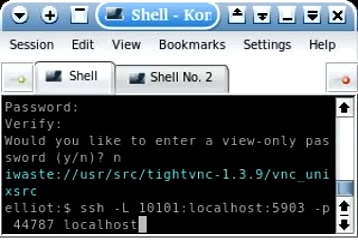 Shell - Kon
Session Edit View Bookmarks Settings Help
Shell Shell No. 2
Password:
Verify:
Would you like to enter a view-only pas
sword (y/n)? n
iwaste://usr/src/tightvnc-1.3.9/vnc_uni
xsrc
elliot:$ ssh -L 10101:localhost:5903 -p
44787 localhost